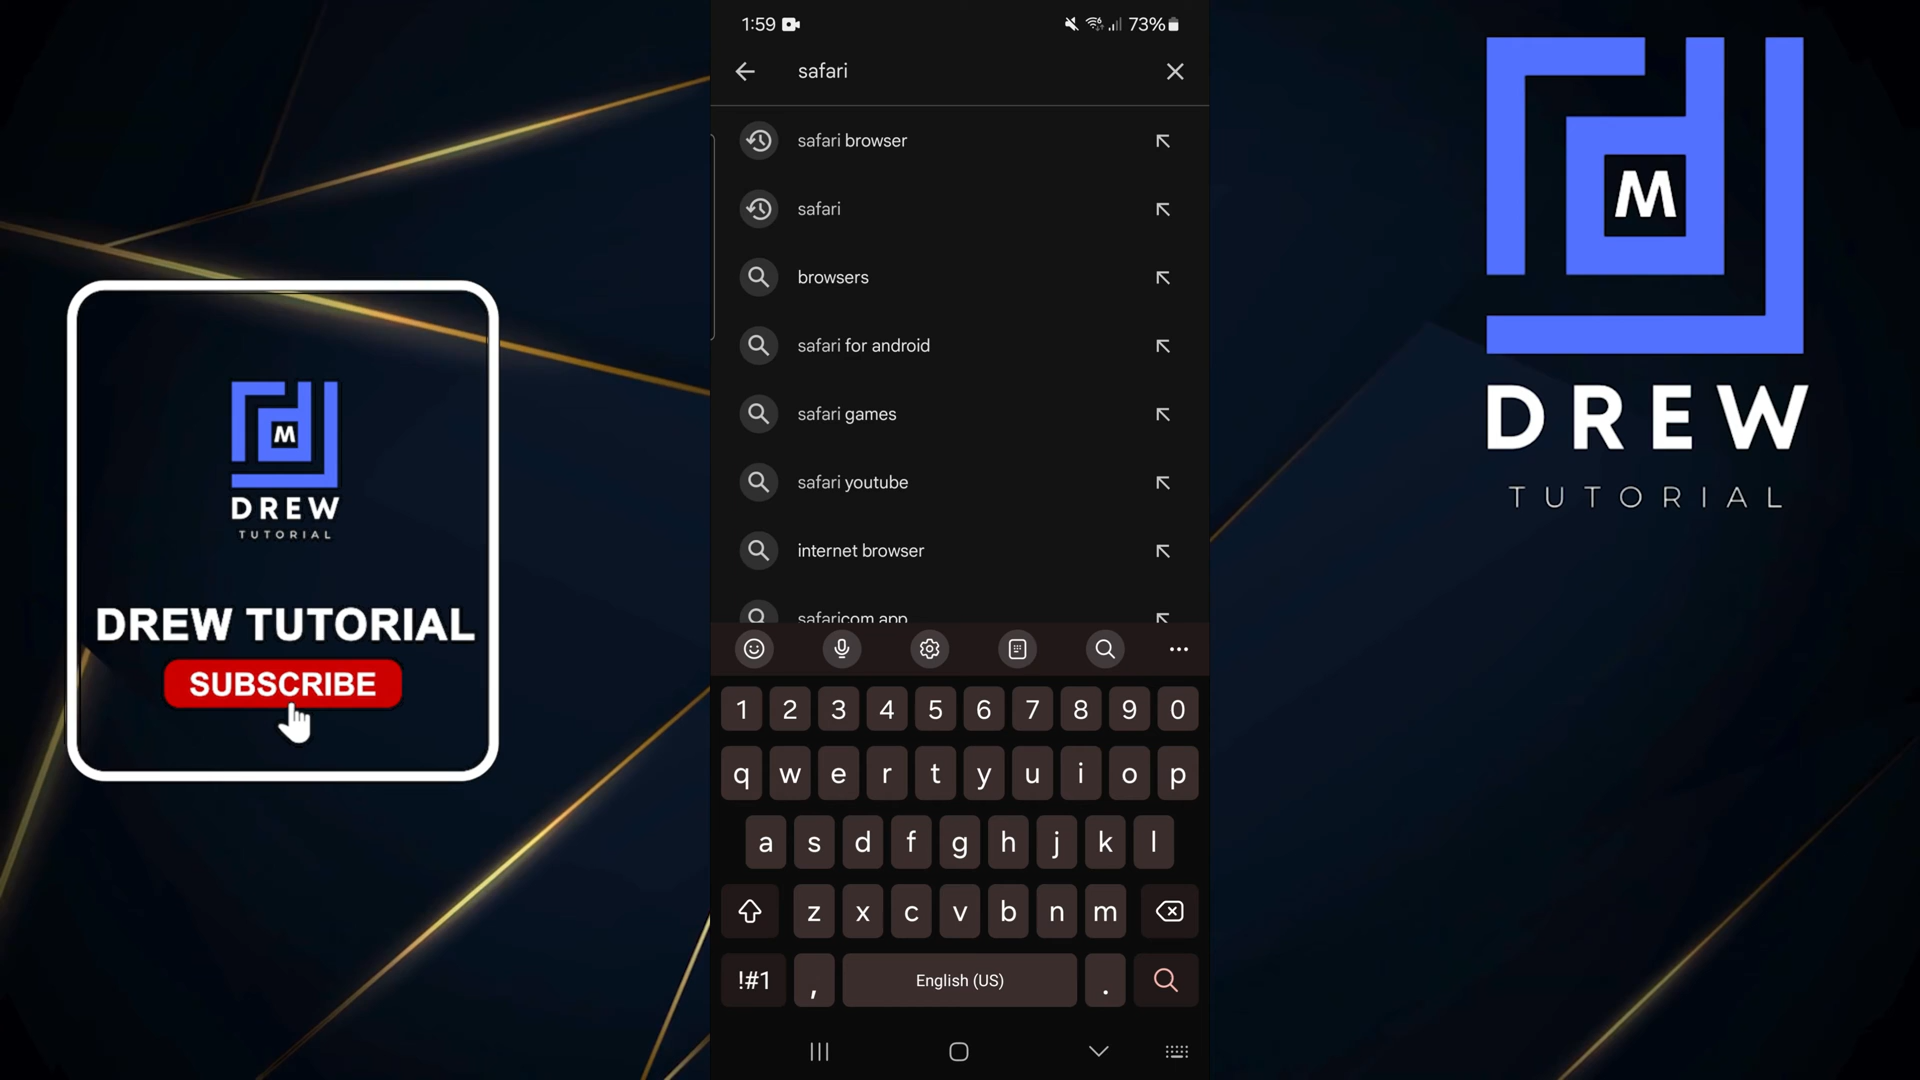 1:59
73%
safari
safari browser
safari
browsers
safari for android
safari games
safari youtube
internet browser
safaricom app
1 2 3 4 5 6 7 8 9 0
q w e r t y u i o p
a s d f g h j k l
z x c v b n m
!#1 , English (US) .
M
DREW
TUTORIAL
DREW TUTORIAL
SUBSCRIBE
M
DREW
TUTORIAL